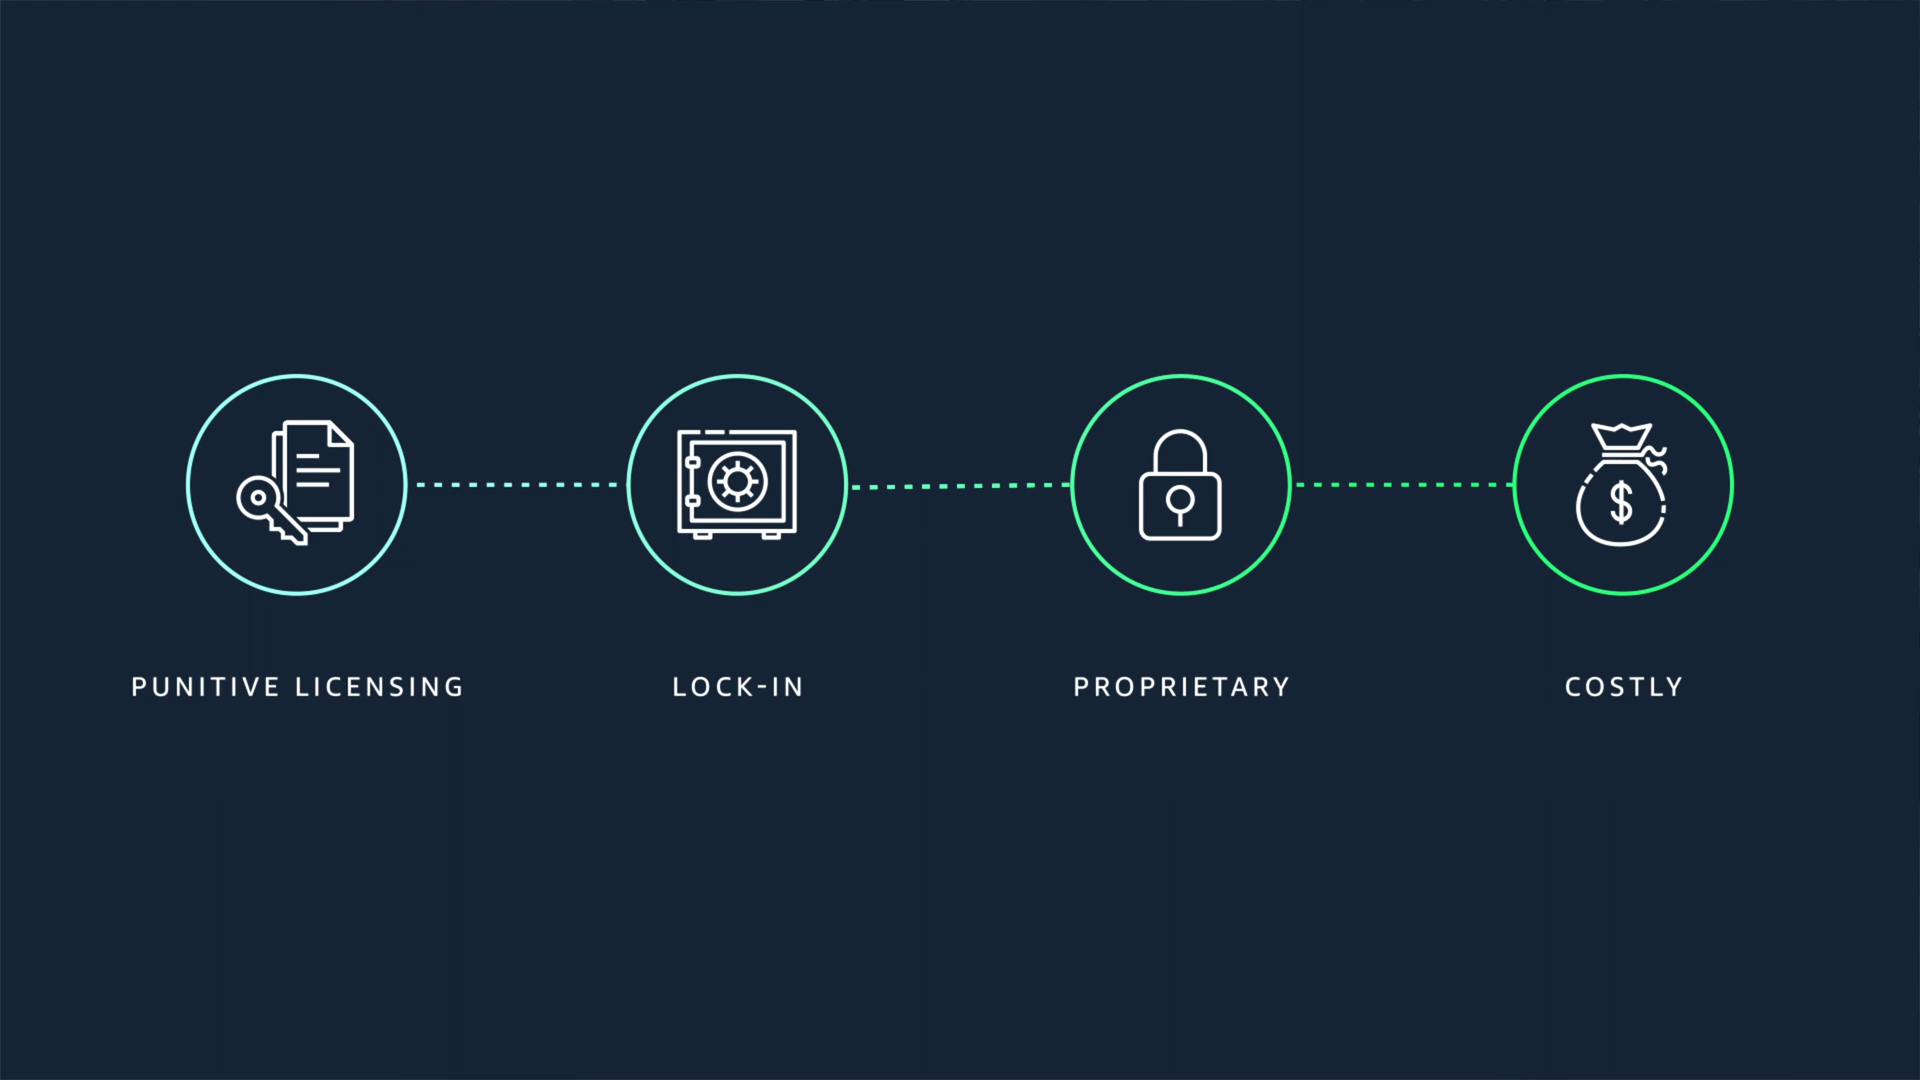 PUNITIVE LICENSING
LOCK-IN
PROPRIETARY
COSTLY
$